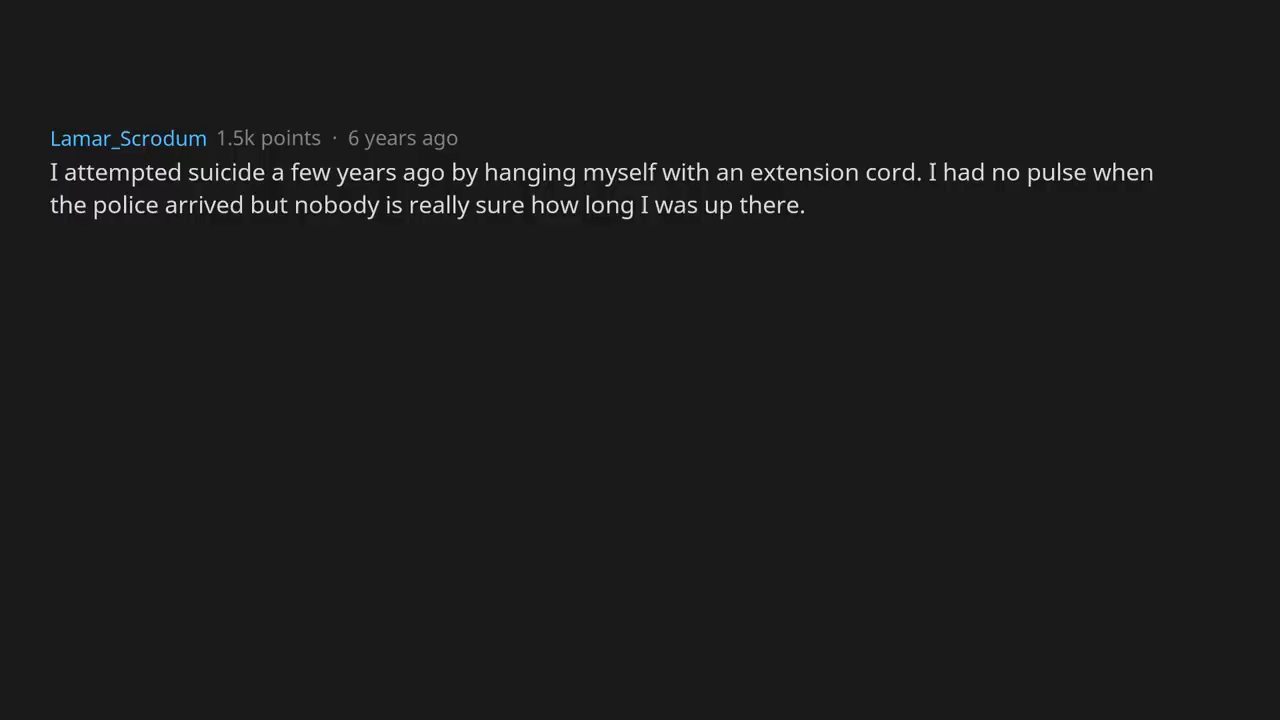 Lamar_Scrodum 1.5k points · 6 years ago
I attempted suicide a few years ago by hanging myself with an extension cord. I had no pulse when
the police arrived but nobody is really sure how long I was up there.